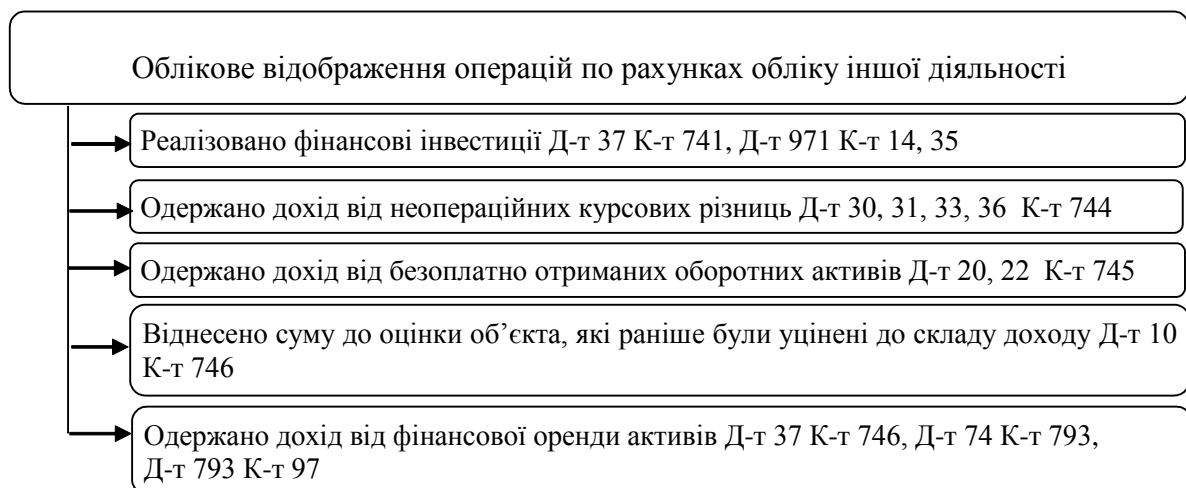 Облікове відображення операцій по рахунках обліку іншої діяльності
Реалізовано фінансові інвестиції Д-т 37 К-т 741, Д-т 971 К-т 14, 35
Одержано дохід від неопераційних курсових різниць Д-т 30, 31, 33, 36 К-т 744
Одержано дохід від безоплатно отриманих оборотних активів Д-т 20, 22 К-т 745
Віднесено суму до оцінки об’єкта, які раніше були уцінені до складу доходу Д-т 10
К-т 746
Одержано дохід від фінансової оренди активів Д-т 37 К-т 746, Д-т 74 К-т 793,
Д-т 793 К-т 97